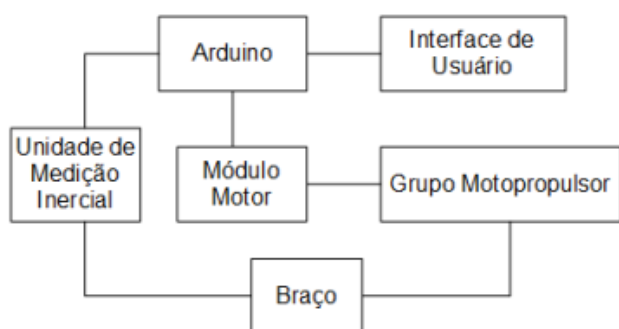 Arduino
Interface de
Usuário
Unidade de
Medição
Inercial
Módulo
Motor
Grupo Motopropulsor
Braço